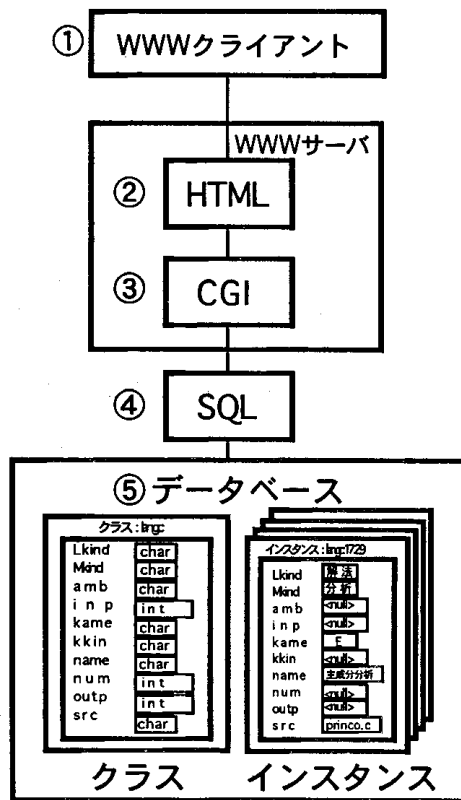 ① WWWクライアント
WWWサーバ
② HTML
③ CGI
④ SQL
⑤ データベース
クラス:lingc
Lkind char
Mkind char
amb char
inp int
kame char
kkin char
name char
num int
outp int
src char
クラス
インスタンス:lingc1729
Lkind 解法
Mkind 分析
amb <null>
inp <null>
kame E
kkin <null>
name 主成分分析
num <null>
outp <null>
src princo.c
インスタンス